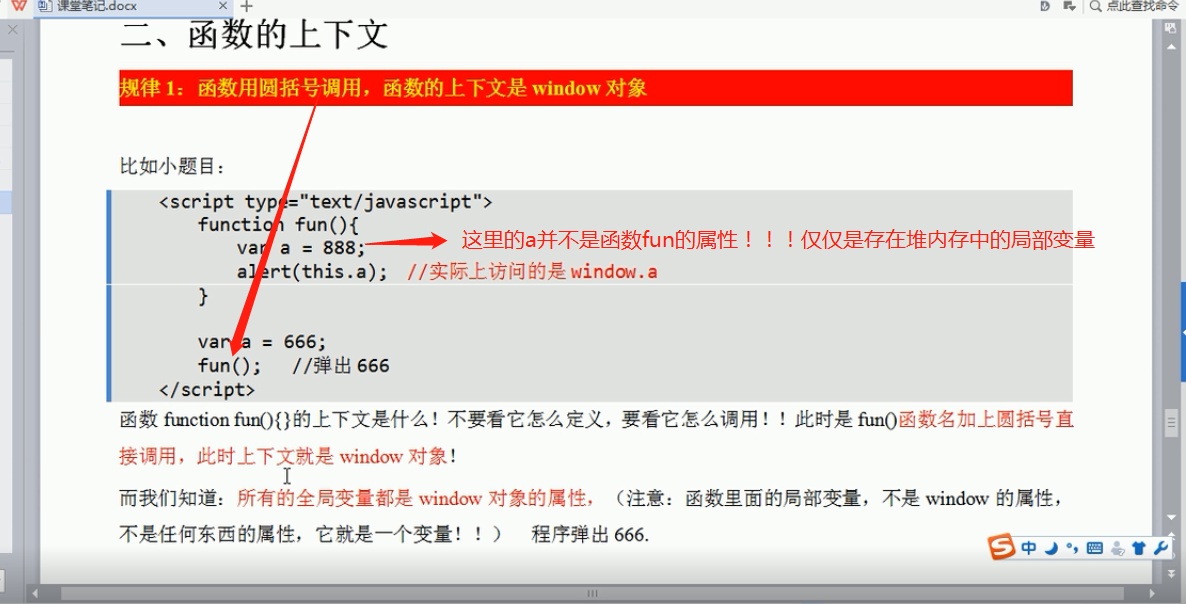 课堂笔记.docx × +
点此查找命令
二、函数的上下文
规律 1：函数用圆括号调用，函数的上下文是 window 对象
比如小题目：
<script type="text/javascript">
function fun(){
var a = 888;
这里的a并不是函数fun的属性！！！仅仅是存在堆内存中的局部变量
alert(this.a); //实际上访问的是 window.a
}
var a = 666;
fun(); //弹出 666
</script>
函数 function fun(){}的上下文是什么！不要看它怎么定义，要看它怎么调用！！此时是 fun()函数名加上圆括号直
接调用，此时上下文就是 window 对象！
而我们知道：所有的全局变量都是 window 对象的属性，（注意：函数里面的局部变量，不是 window 的属性，
不是任何东西的属性，它就是一个变量！！） 程序弹出 666.
中